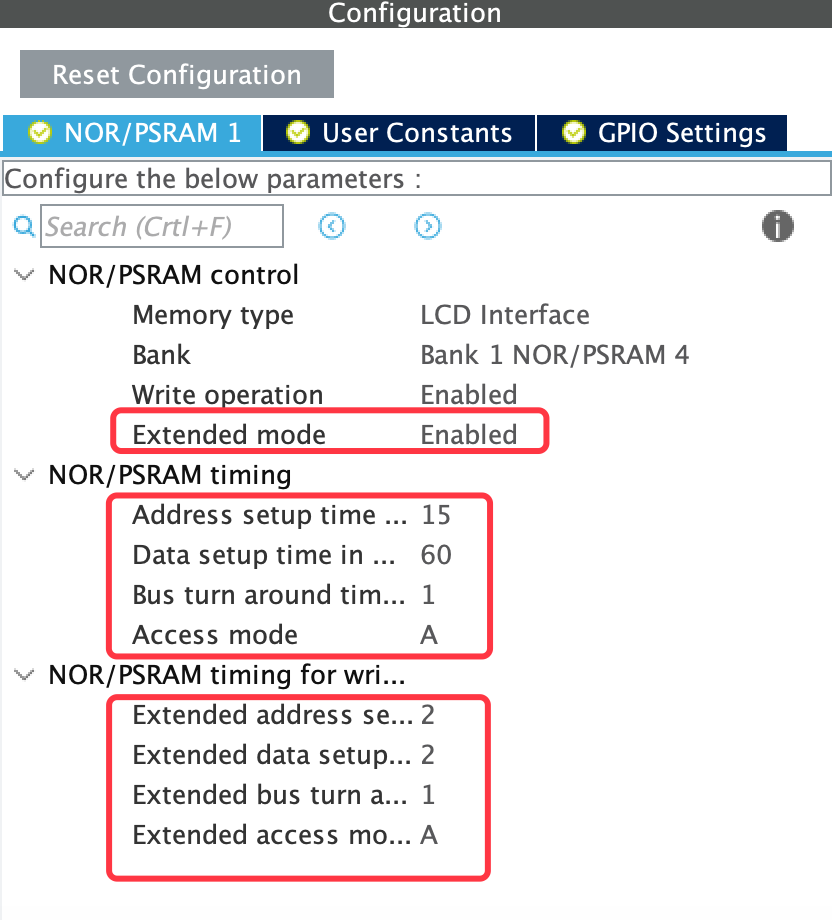 Configuration
Reset Configuration
NOR/PSRAM 1 User Constants GPIO Settings
Configure the below parameters :
Search (Crtl+F)
NOR/PSRAM control
Memory type LCD Interface
Bank Bank 1 NOR/PSRAM 4
Write operation Enabled
Extended mode Enabled
NOR/PSRAM timing
Address setup time ... 15
Data setup time in ... 60
Bus turn around tim... 1
Access mode A
NOR/PSRAM timing for wri...
Extended address se... 2
Extended data setup... 2
Extended bus turn a... 1
Extended access mo... A